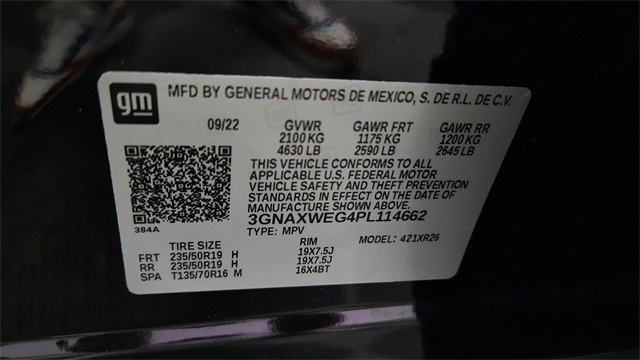 gm
MFD BY GENERAL MOTORS DE MEXICO, S. DE R.L. DE C.V.
09/22 GVWR GAWR FRT GAWR RR
2100 KG 1175 KG 1200 KG
4630 LB 2590 LB 2645 LB
THIS VEHICLE CONFORMS TO ALL
APPLICABLE U.S. FEDERAL MOTOR
VEHICLE SAFETY AND THEFT PREVENTION
STANDARDS IN EFFECT ON THE DATE OF
MANUFACTURE SHOWN ABOVE.
3GNAXWEG4PL114662
384A
TYPE: MPV MODEL: 421XR26
TIRE SIZE RIM
FRT 235/50R19 H 19X7.5J
RR 235/50R19 H 19X7.5J
SPA T135/70R16 M 16X4BT